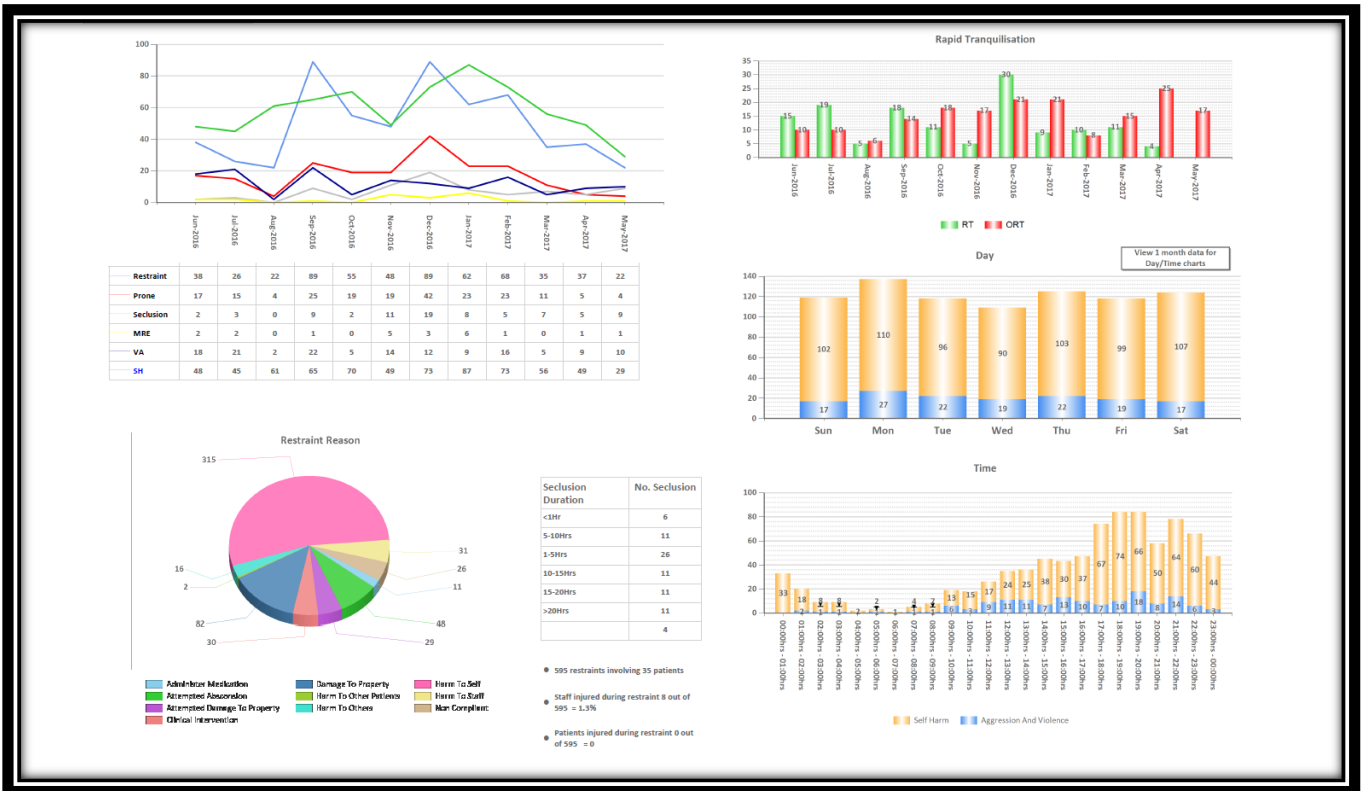 100
80
60
40
20
0
Jun-2016 Jul-2016 Aug-2016 Sep-2016 Oct-2016 Nov-2016 Dec-2016 Jan-2017 Feb-2017 Mar-2017 Apr-2017 May-2017
Restraint 38 26 22 89 55 48 89 62 68 35 37 22
Prone 17 15 4 25 19 19 42 23 23 11 5 4
Seclusion 2 3 0 9 2 11 19 8 5 7 5 9
MRE 2 2 0 1 0 5 3 6 1 0 1 1
VA 18 21 2 22 5 14 12 9 16 5 9 10
SH 48 45 61 65 70 49 73 87 73 56 49 29
Restraint Reason
315
31
26
11
48
29
30
82
2
16
Administer Medication
Attempted Absension
Attempted Damage To Property
Clinical Intervention
Damage To Property
Harm To Other Patients
Harm To Others
Harm To Self
Harm To Staff
Non Compliant
Seclusion Duration No. Seclusion
<1Hr 6
5-10Hrs 11
1-5Hrs 26
10-15Hrs 11
15-20Hrs 11
>20Hrs 11
4
595 restraints involving 35 patients
Staff injured during restraint 8 out of
595 = 1.3%
Patients injured during restraint 0 out
of 595 = 0
Rapid Tranquilisation
35
30
25
20
15
10
5
0
15 10 19 10 5 6 18 14 11 18 5 17 30 21 9 21 10 8 11 15 4 25 17
Jun-2016 Jul-2016 Aug-2016 Sep-2016 Oct-2016 Nov-2016 Dec-2016 Jan-2017 Feb-2017 Mar-2017 Apr-2017 May-2017
RT ORT
Day
View 1 month data for
Day/Time charts
140
120
100
80
60
40
20
0
102 110 96 90 103 99 107
17 27 22 19 22 19 17
Sun Mon Tue Wed Thu Fri Sat
Time
100
80
60
40
20
0
33 18 8 8 2 2 1 4 7 13 15 17 24 25 38 30 37 67 74 66 50 64 60 44
2 1 1 1 1 1 6 3 9 11 11 7 13 10 7 10 18 8 14 6 3
00:00hrs - 01:00hrs
01:00hrs - 02:00hrs
02:00hrs - 03:00hrs
03:00hrs - 04:00hrs
04:00hrs - 05:00hrs
05:00hrs - 06:00hrs
06:00hrs - 07:00hrs
07:00hrs - 08:00hrs
08:00hrs - 09:00hrs
09:00hrs - 10:00hrs
10:00hrs - 11:00hrs
11:00hrs - 12:00hrs
12:00hrs - 13:00hrs
13:00hrs - 14:00hrs
14:00hrs - 15:00hrs
15:00hrs - 16:00hrs
16:00hrs - 17:00hrs
17:00hrs - 18:00hrs
18:00hrs - 19:00hrs
19:00hrs - 20:00hrs
20:00hrs - 21:00hrs
21:00hrs - 22:00hrs
22:00hrs - 23:00hrs
23:00hrs - 00:00hrs
Self Harm Aggression And Violence